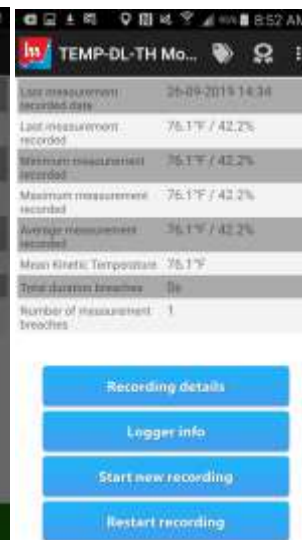 8:52 AM
TEMP-DL-TH Mo...
Last measurement 26-09-2019 14:34
recorded date
Last measurement 76.1°F / 42.2%
recorded
Minimum measurement 76.1°F / 42.2%
recorded
Maximum measurement 76.1°F / 42.2%
recorded
Average measurement 76.1°F / 42.2%
recorded
Mean Kinetic Temperature 76.1°F
Total duration breaches 0s
Number of measurement 1
breaches
Recording details
Logger info
Start new recording
Restart recording